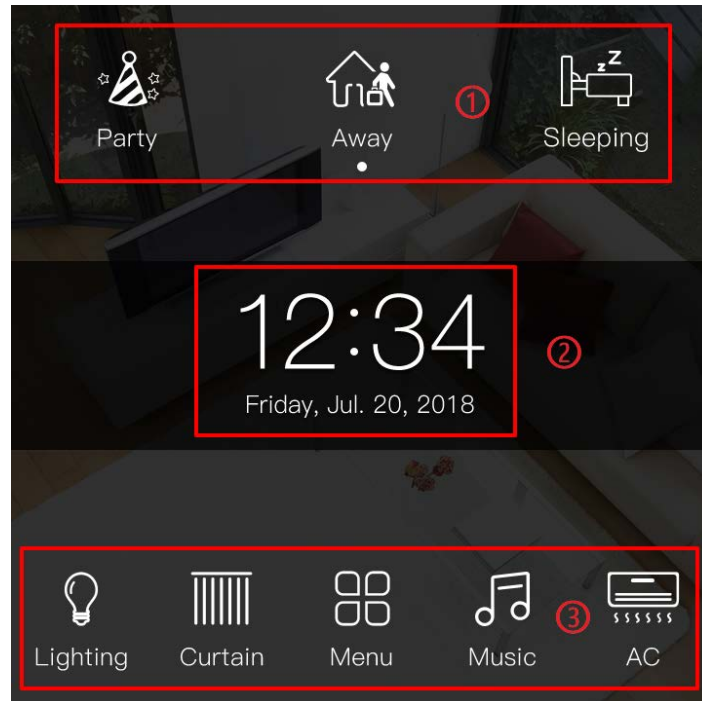 Party Away ① Sleeping
12:34 ②
Friday, Jul. 20, 2018
Lighting Curtain Menu Music ③ AC